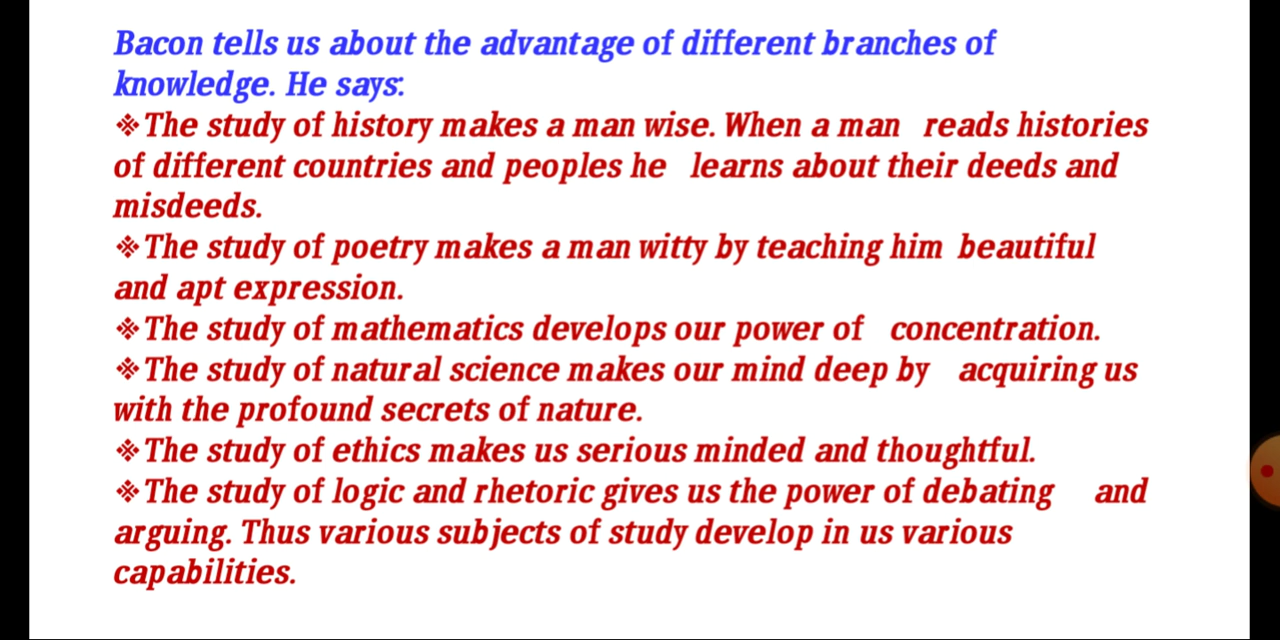 Bacon tells us about the advantage of different branches of
knowledge. He says:
❖The study of history makes a man wise. When a man reads histories
of different countries and peoples he learns about their deeds and
misdeeds.
❖The study of poetry makes a man witty by teaching him beautiful
and apt expression.
❖The study of mathematics develops our power of concentration.
❖The study of natural science makes our mind deep by acquiring us
with the profound secrets of nature.
❖The study of ethics makes us serious minded and thoughtful.
❖The study of logic and rhetoric gives us the power of debating and
arguing. Thus various subjects of study develop in us various
capabilities.